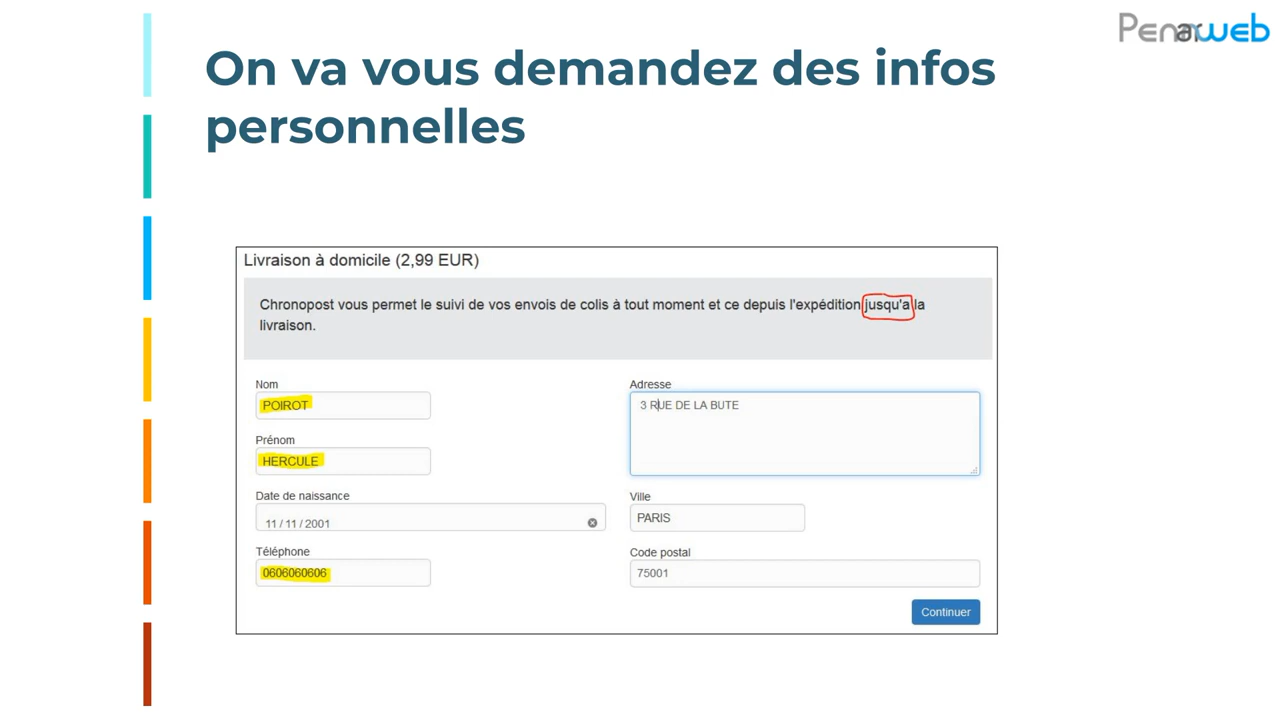 Penarweb
On va vous demandez des infos
personnelles
Livraison à domicile (2,99 EUR)
Chronopost vous permet le suivi de vos envois de colis à tout moment et ce depuis l'expédition jusqu'a la
livraison.
Nom
POIROT
Prénom
HERCULE
Date de naissance
11 / 11 / 2001
Téléphone
0606060606
Adresse
3 RUE DE LA BUTE
Ville
PARIS
Code postal
75001
Continuer